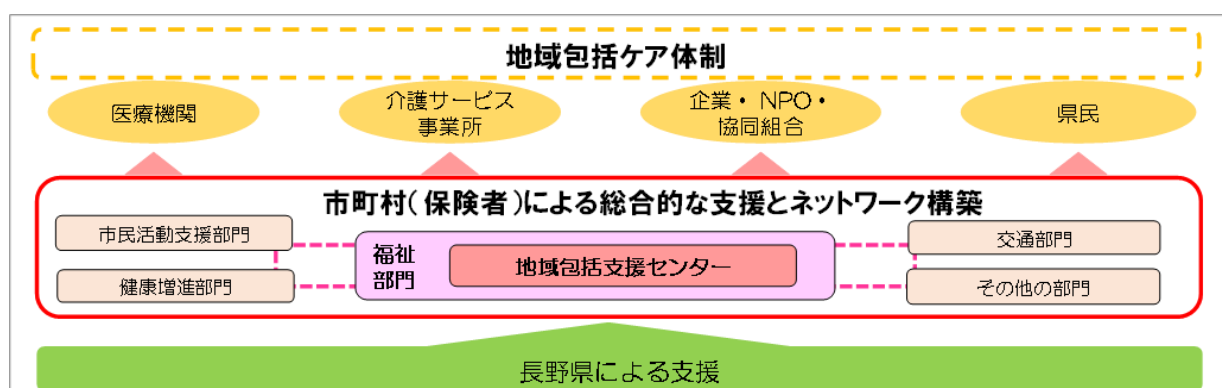 地域包括ケア体制
医療機関
介護サービス
事業所
企業・NPO・
協同組合
県民
市町村(保険者)による総合的な支援とネットワーク構築
市民活動支援部門
健康増進部門
福祉
部門
地域包括支援センター
交通部門
その他の部門
長野県による支援